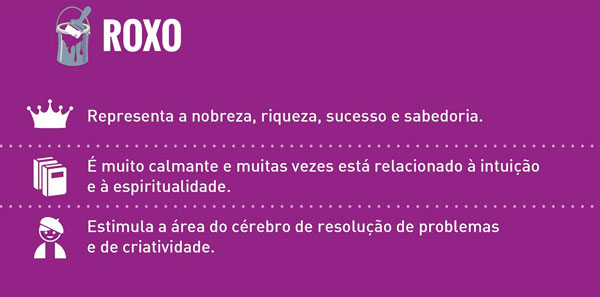 ROXO
Representa a nobreza, riqueza, sucesso e sabedoria.
É muito calmante e muitas vezes está relacionado à intuição
e à espiritualidade.
Estimula a área do cérebro de resolução de problemas
e de criatividade.